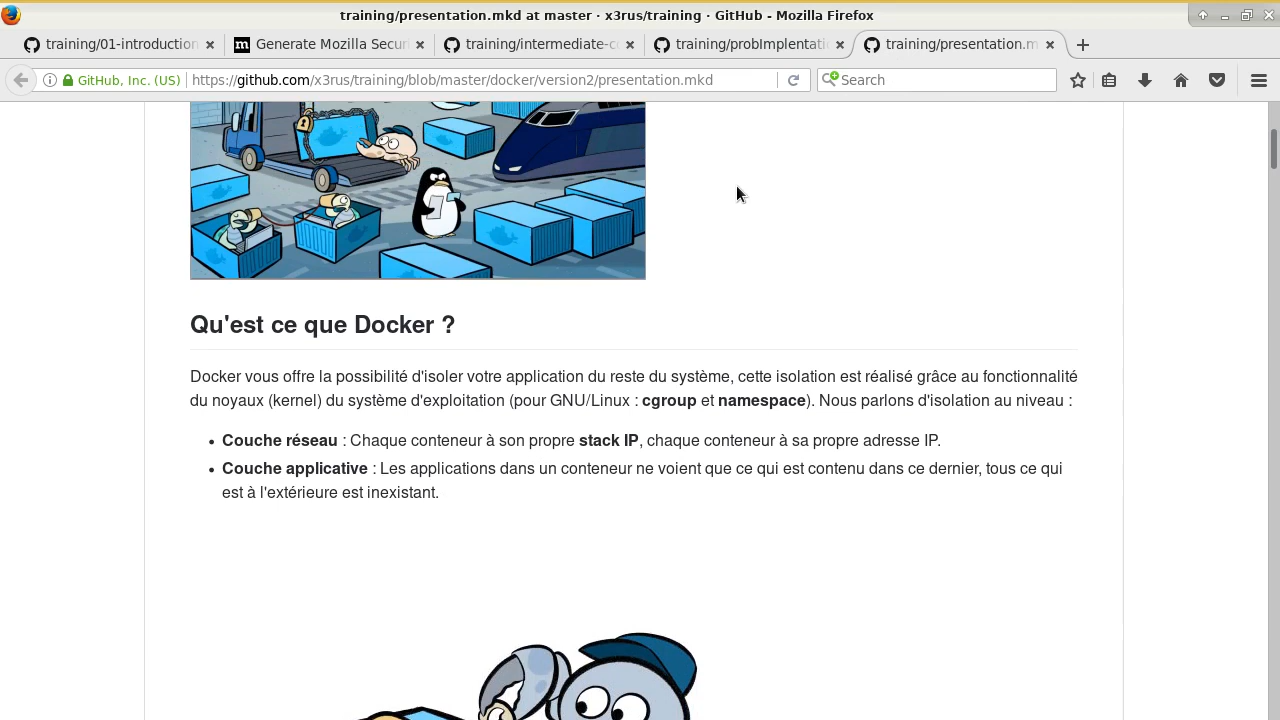 training/presentation.mkd at master · x3rus/training · GitHub - Mozilla Firefox
training/01-introduction
Generate Mozilla Securi
training/intermediate-c
training/probImplentati
training/presentation.m
GitHub, Inc. (US)
https://github.com/x3rus/training/blob/master/docker/version2/presentation.mkd
Search
Qu'est ce que Docker ?
Docker vous offre la possibilité d'isoler votre application du reste du système, cette isolation est réalisé grâce au fonctionnalité
du noyaux (kernel) du système d'exploitation (pour GNU/Linux : cgroup et namespace). Nous parlons d'isolation au niveau :
• Couche réseau : Chaque conteneur à son propre stack IP, chaque conteneur à sa propre adresse IP.
• Couche applicative : Les applications dans un conteneur ne voient que ce qui est contenu dans ce dernier, tous ce qui
est à l'extérieure est inexistant.